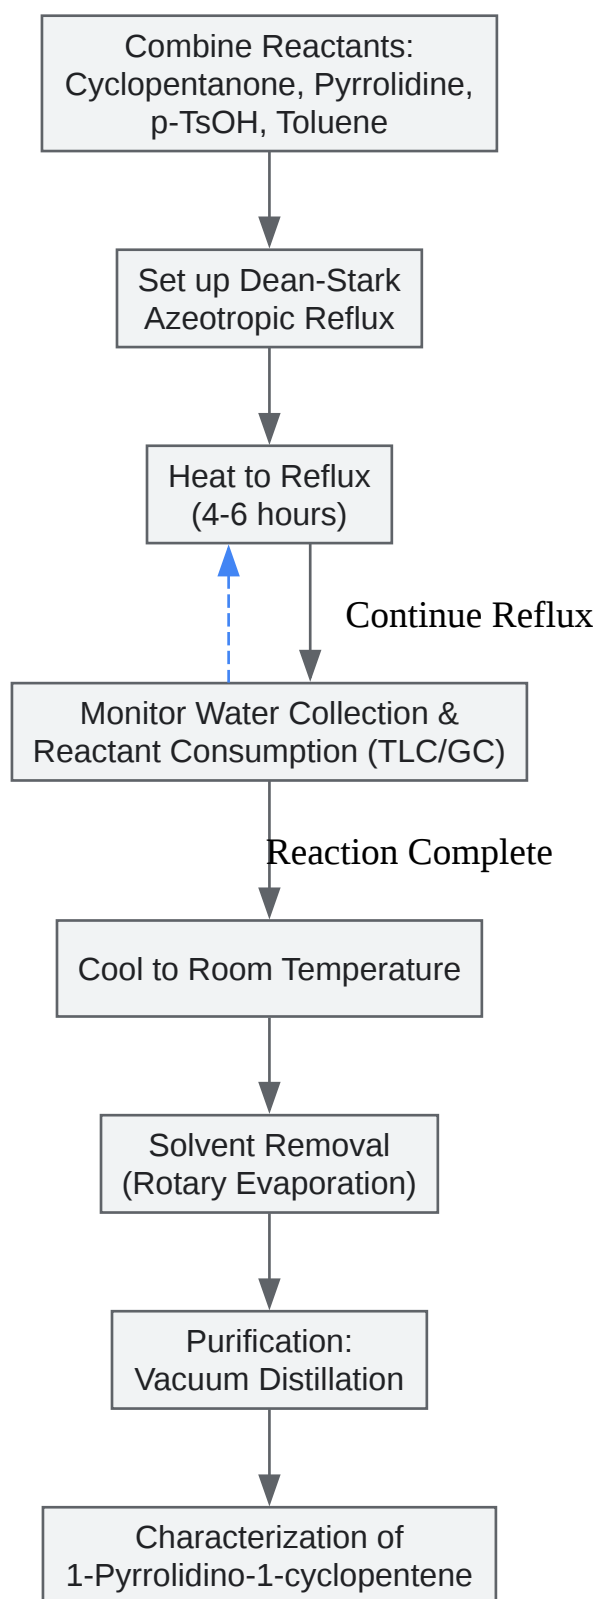 Combine Reactants:
Cyclopentanone, Pyrrolidine,
p-TsOH, Toluene
Set up Dean-Stark
Azeotropic Reflux
Heat to Reflux
(4-6 hours)
Continue Reflux
Monitor Water Collection &
Reactant Consumption (TLC/GC)
Reaction Complete
Cool to Room Temperature
Solvent Removal
(Rotary Evaporation)
Purification:
Vacuum Distillation
Characterization of
1-Pyrrolidino-1-cyclopentene